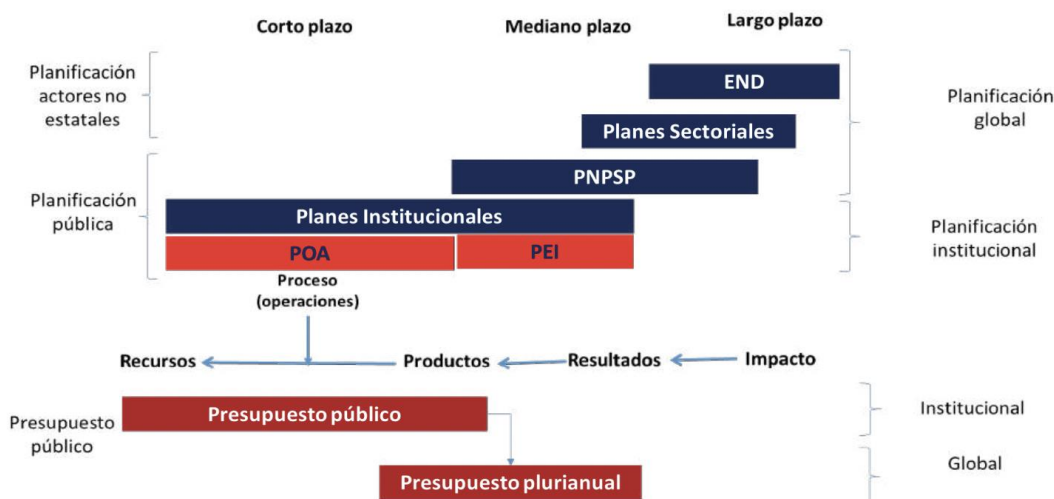 Corto plazo
Mediano plazo
Largo plazo
Planificación
actores no
estatales
END
Planificación
global
Planes Sectoriales
PNPSP
Planificación
pública
Planes Institucionales
Planificación
institucional
POA
PEI
Proceso
(operaciones)
Recursos
Productos
Resultados
Impacto
Presupuesto público
Institucional
Presupuesto
público
Global
Presupuesto plurianual